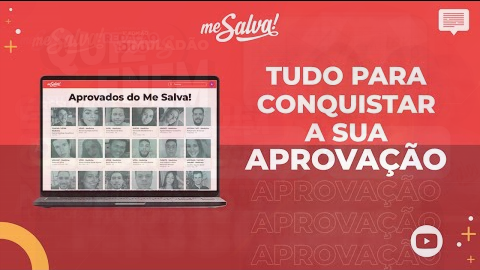 me Salva!
TUDO PARA
CONQUISTAR
A SUA
APROVAÇÃO
APROVAÇÃO
APROVAÇÃO
APROVAÇÃO
Aprovados do Me Salva!